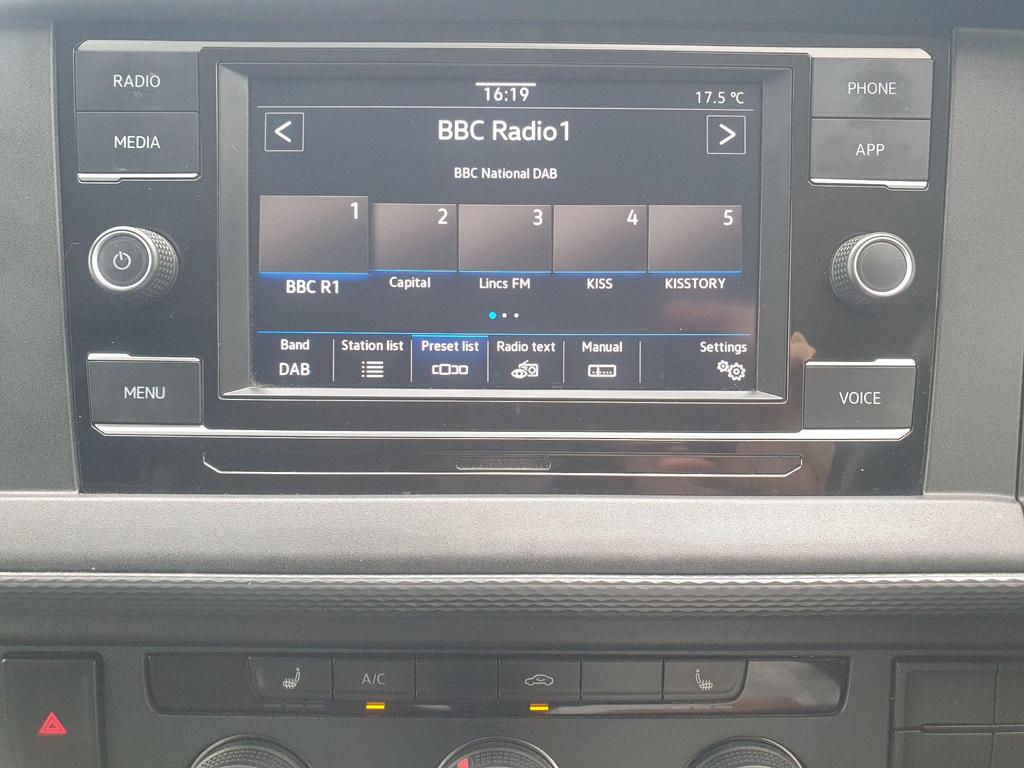 RADIO
MEDIA
MENU
16:19
17.5 °C
<
BBC Radio1
>
BBC National DAB
1
2
3
4
5
BBC R1
Capital
Lincs FM
KISS
KISSTORY
Band
DAB
Station list
Preset list
Radio text
Manual
Settings
PHONE
APP
VOICE
A/C